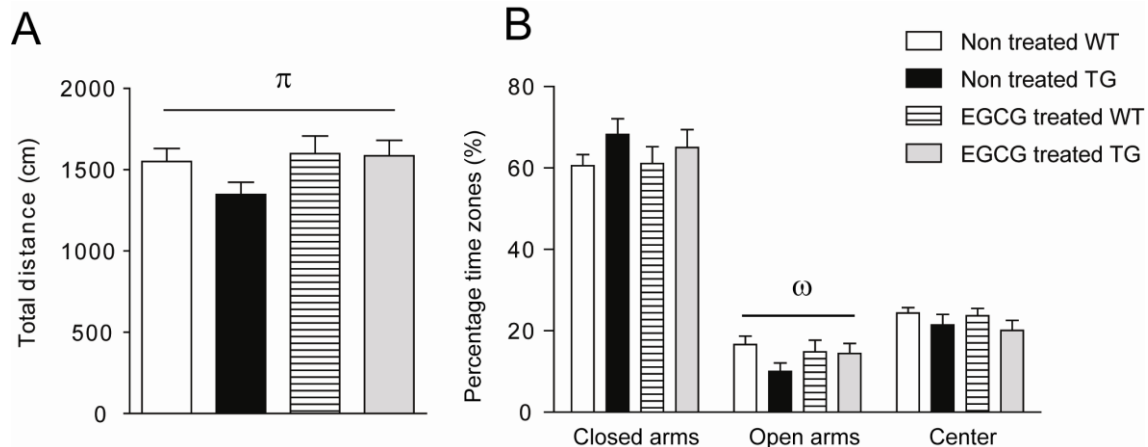 A
π
2000
1500
1000
500
0
Total distance (cm)
B
Non treated WT
Non treated TG
EGCG treated WT
EGCG treated TG
80
60
40
20
0
Percentage time zones (%)
ω
Closed arms
Open arms
Center